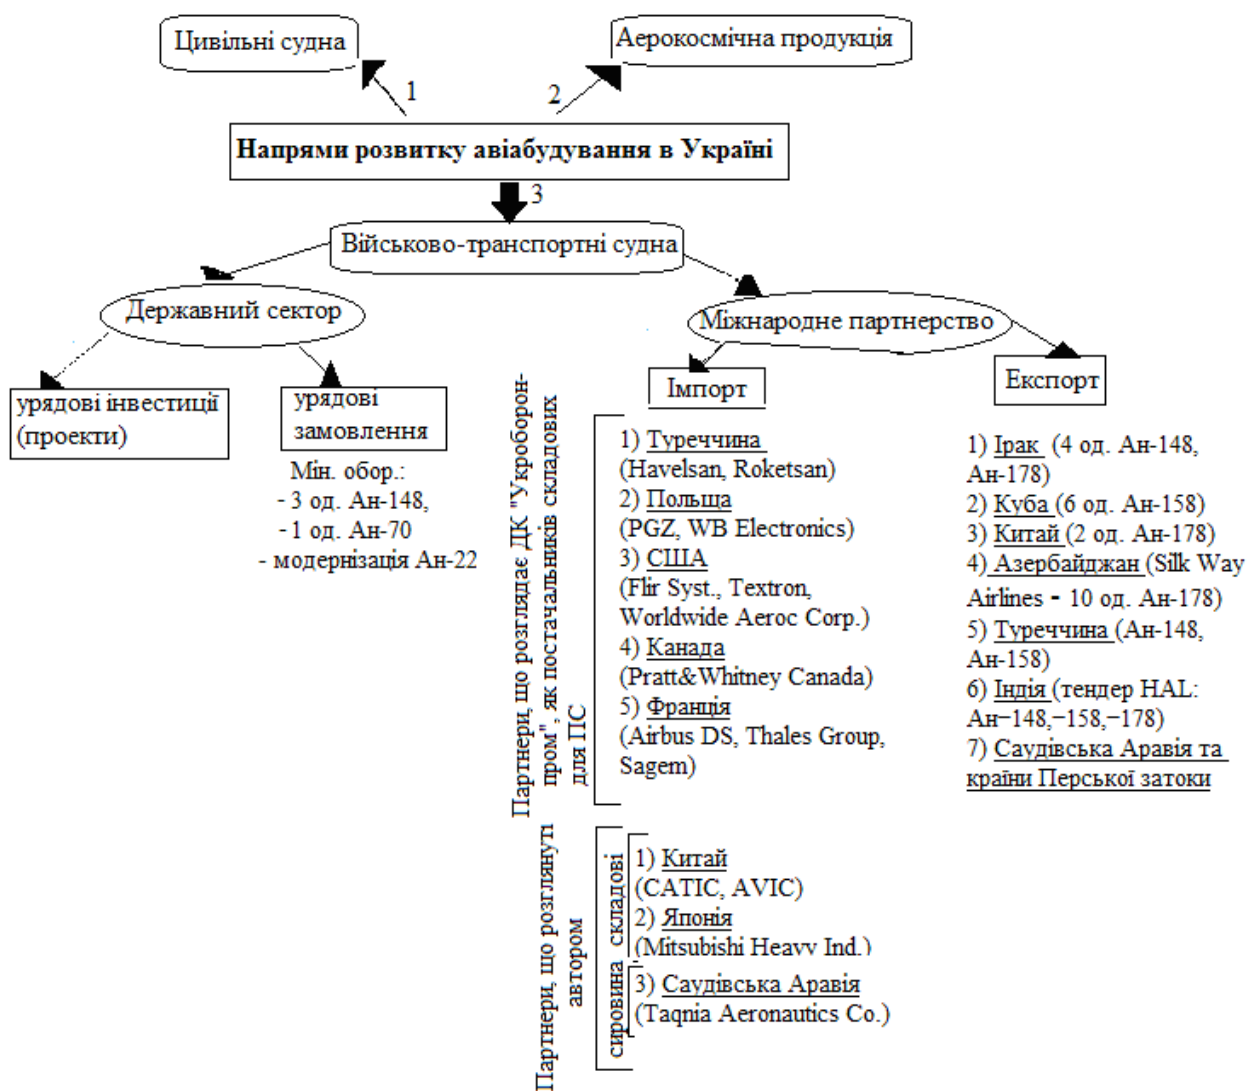 Цивільні судна
Аерокосмічна продукція
1
2
Напрями розвитку авіабудування в Україні
3
Військово-транспортні судна
Державний сектор
Міжнародне партнерство
урядові інвестиції
(проекти)
урядові
замовлення
Мін. обор.:
- 3 од. Ан-148,
- 1 од. Ан-70
- модернізація Ан-22
Імпорт
Експорт
Партнери, що розглядає ДК "Укроборон-
пром", як постачальників складових
для ПС
1) Туреччина
(Havelsan, Roketsan)
2) Польща
(PGZ, WB Electronics)
3) США
(Flir Syst., Textron,
Worldwide Aeroc Corp.)
4) Канада
(Pratt&Whitney Canada)
5) Франція
(Airbus DS, Thales Group,
Sagem)
1) Ірак (4 од. Ан-148,
Ан-178)
2) Куба (6 од. Ан-158)
3) Китай (2 од. Ан-178)
4) Азербайджан (Silk Way
Airlines - 10 од. Ан-178)
5) Туреччина (Ан-148,
Ан-158)
6) Індія (тендер HAL:
Ан−148,−158,−178)
7) Саудівська Аравія та
країни Перської затоки
Партнери, що розглянуті
автором
складові
1) Китай
(CATIC, AVIC)
2) Японія
(Mitsubishi Heavy Ind.)
сировина
3) Саудівська Аравія
(Taqnia Aeronautics Co.)